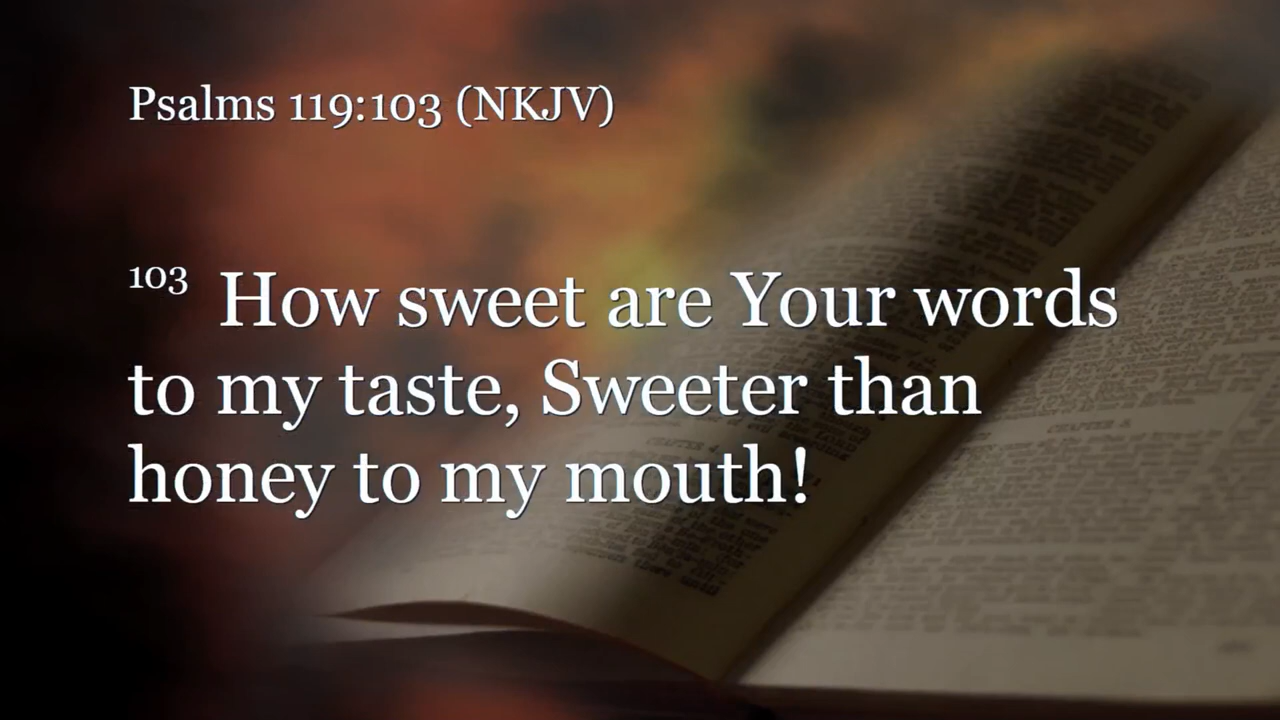 Psalms 119:103 (NKJV)
103 How sweet are Your words
to my taste, Sweeter than
honey to my mouth!